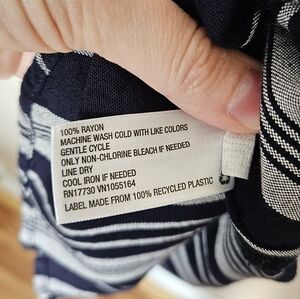 100% RAYON
MACHINE WASH COLD WITH LIKE COLORS
GENTLE CYCLE
ONLY NON-CHLORINE BLEACH IF NEEDED
LINE DRY
COOL IRON IF NEEDED
RN17730 VN1055164
LABEL MADE FROM 100% RECYCLED PLASTIC